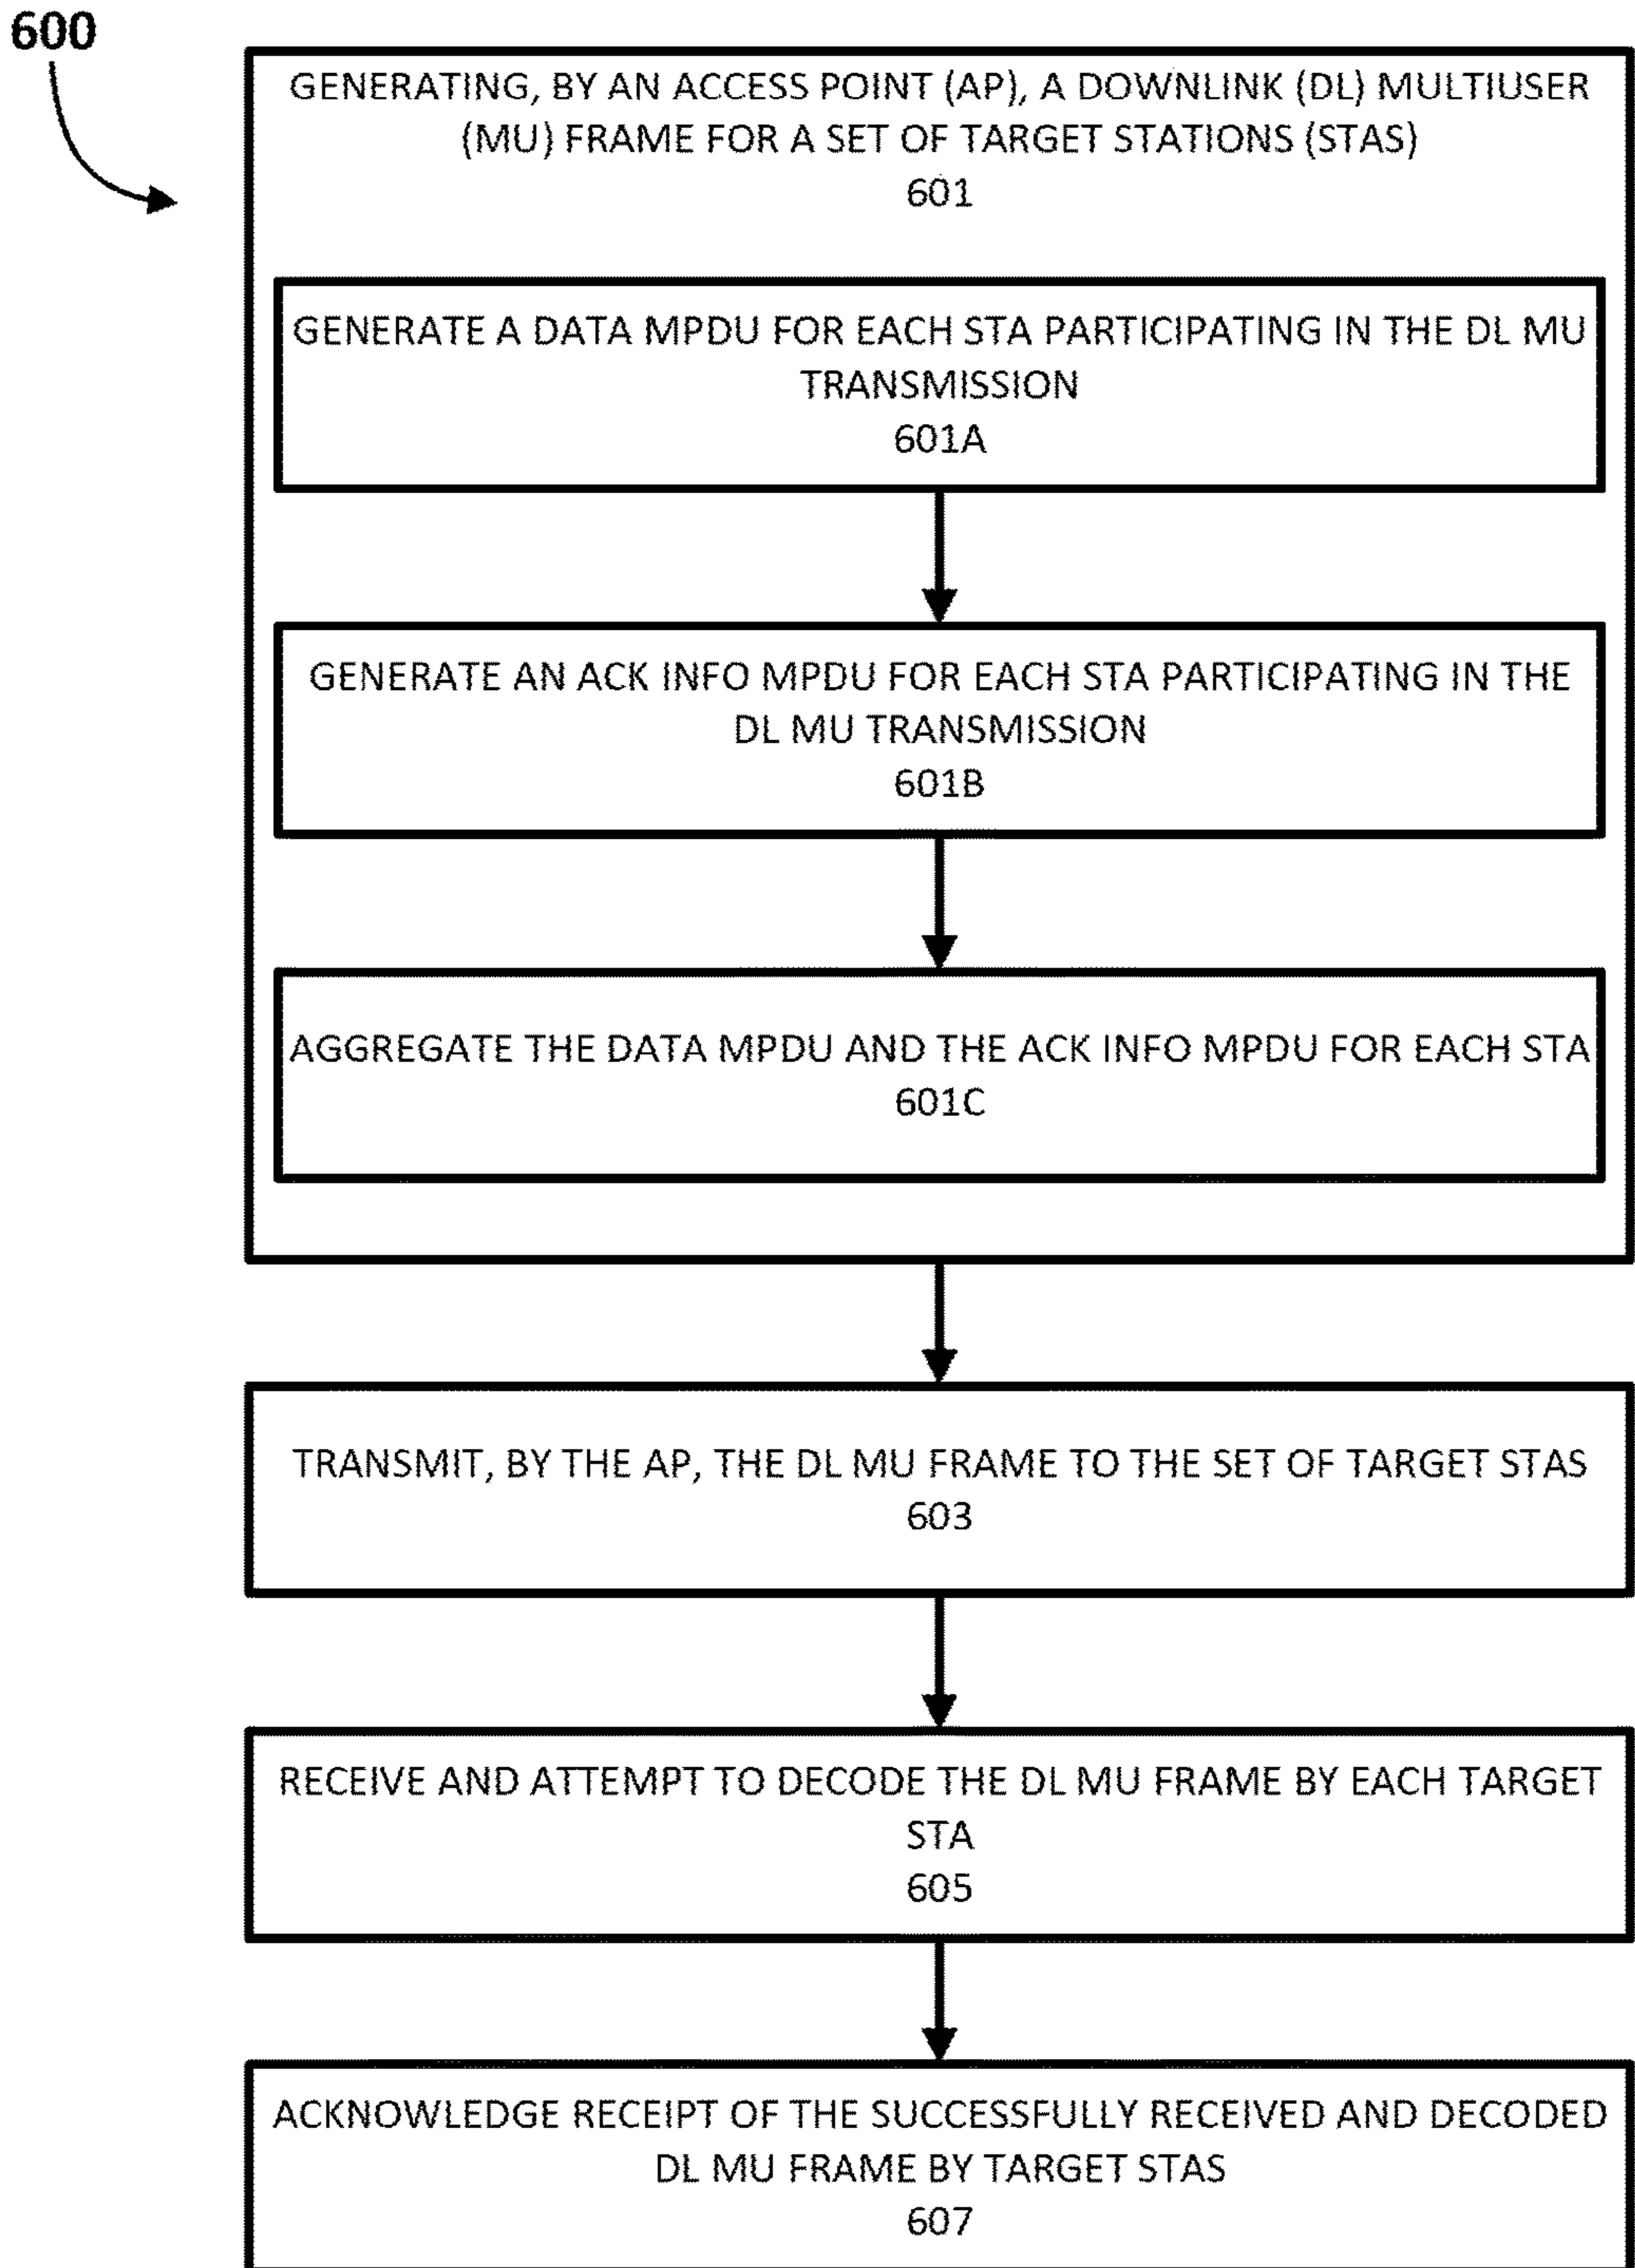 600
GENERATING, BY AN ACCESS POINT (AP), A DOWNLINK (DL) MULTIUSER
(MU) FRAME FOR A SET OF TARGET STATIONS (STAS)
601
GENERATE A DATA MPDU FOR EACH STA PARTICIPATING IN THE DL MU
TRANSMISSION
601A
GENERATE AN ACK INFO MPDU FOR EACH STA PARTICIPATING IN THE
DL MU TRANSMISSION
601B
AGGREGATE THE DATA MPDU AND THE ACK INFO MPDU FOR EACH STA
601C
TRANSMIT, BY THE AP, THE DL MU FRAME TO THE SET OF TARGET STAS
603
RECEIVE AND ATTEMPT TO DECODE THE DL MU FRAME BY EACH TARGET
STA
605
ACKNOWLEDGE RECEIPT OF THE SUCCESSFULLY RECEIVED AND DECODED
DL MU FRAME BY TARGET STAS
607